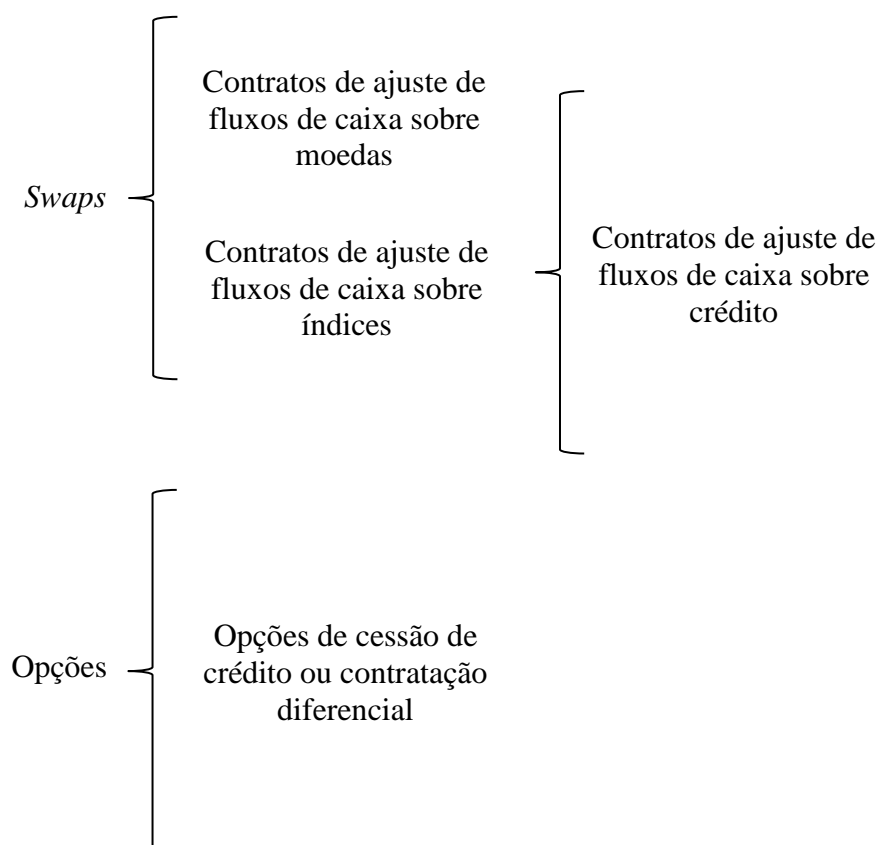 Swaps
Contratos de ajuste de
fluxos de caixa sobre
moedas
Contratos de ajuste de
fluxos de caixa sobre
índices
Contratos de ajuste de
fluxos de caixa sobre
crédito
Opções
Opções de cessão de
crédito ou contratação
diferencial